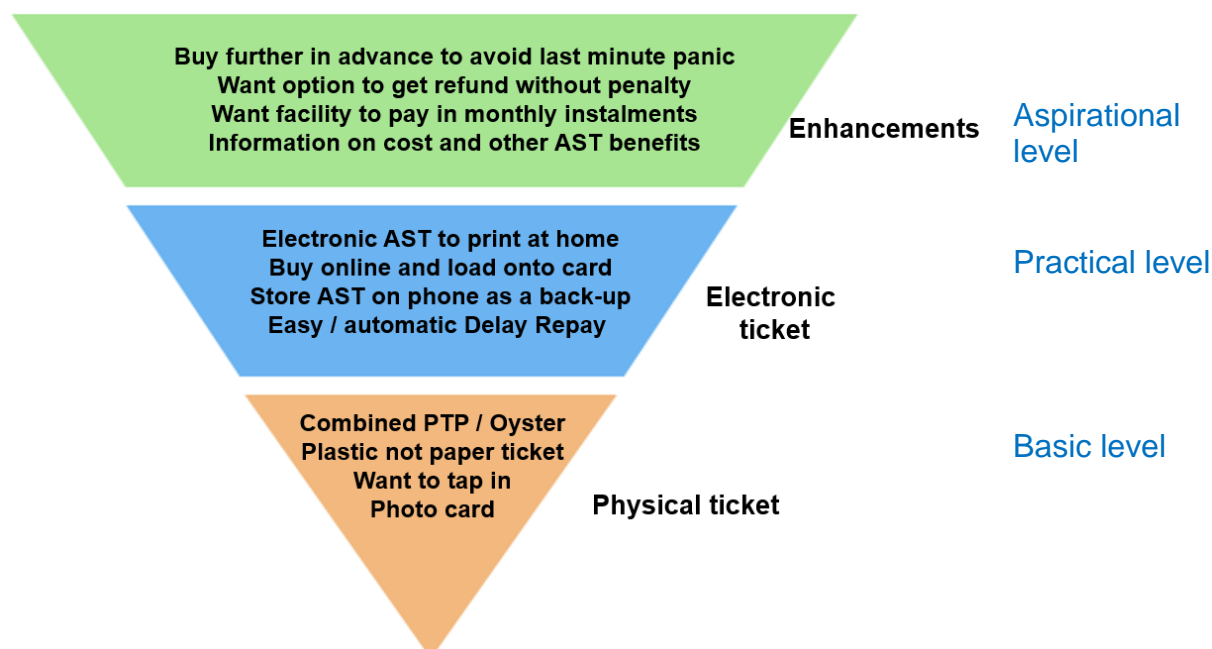 Buy further in advance to avoid last minute panic
Want option to get refund without penalty
Want facility to pay in monthly instalments
Information on cost and other AST benefits
Enhancements
Aspirational
level
Electronic AST to print at home
Buy online and load onto card
Store AST on phone as a back-up
Easy / automatic Delay Repay
Electronic
ticket
Practical level
Combined PTP / Oyster
Plastic not paper ticket
Want to tap in
Photo card
Physical ticket
Basic level